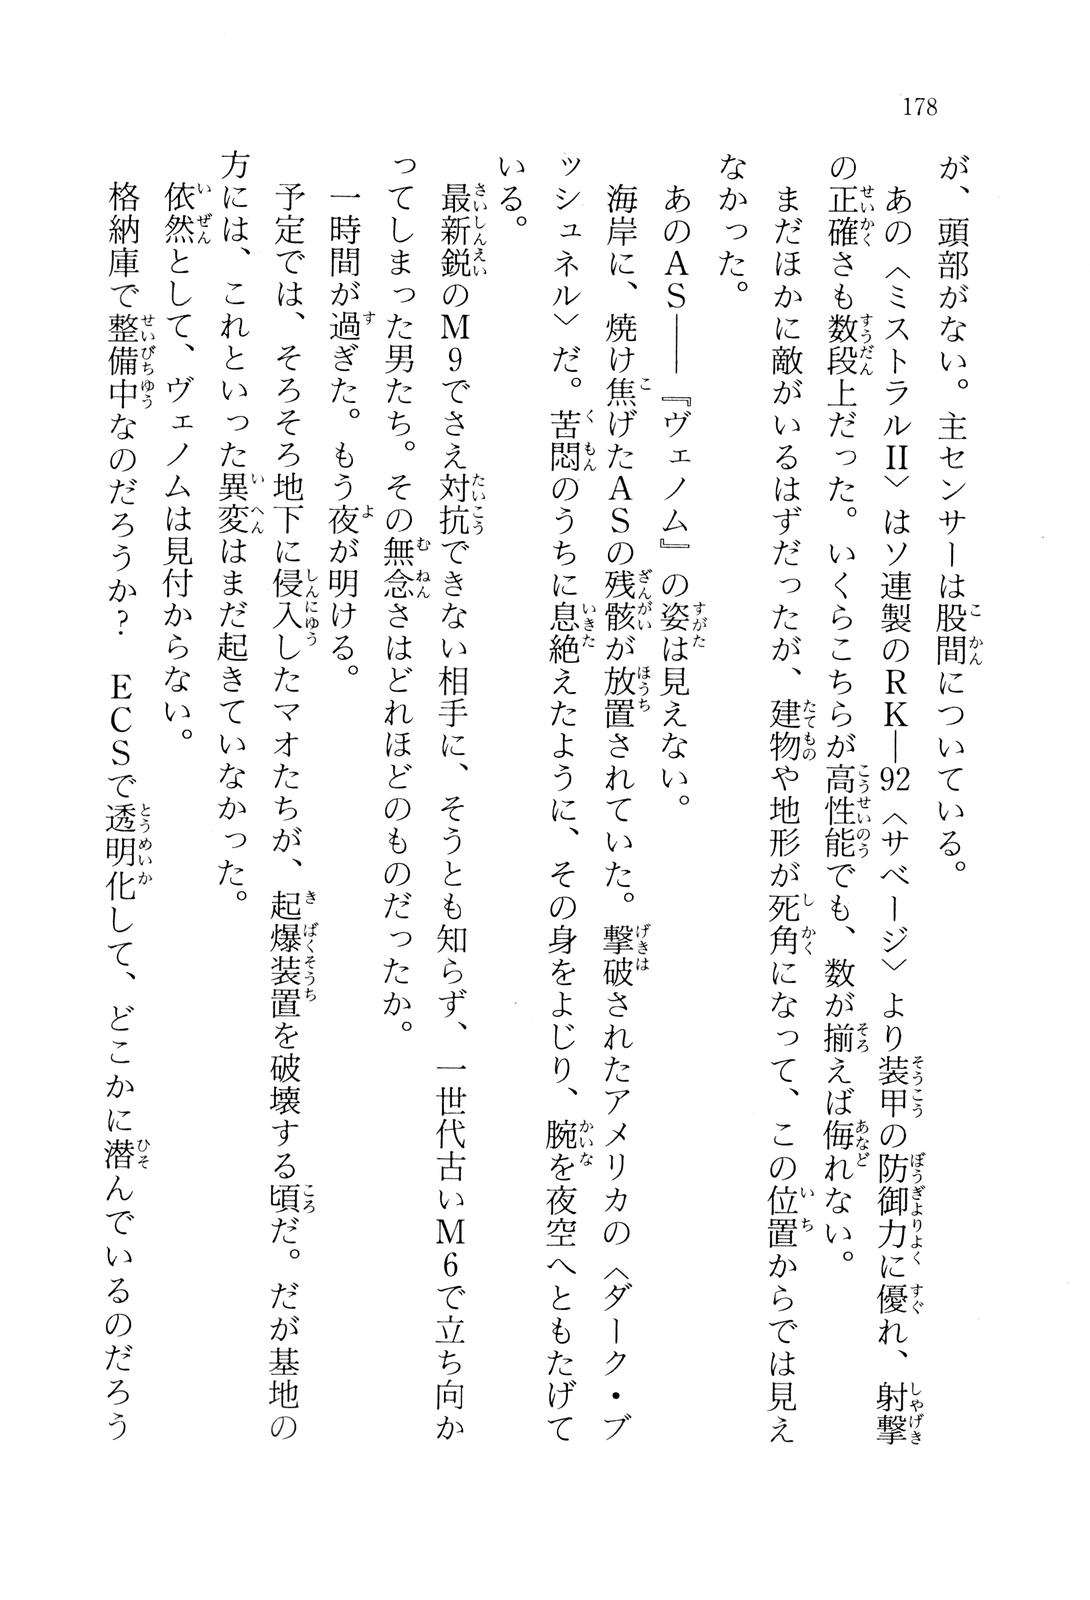 178
が、頭部がない。主センサーは股間についている。
あの〈ミストラルII〉はソ連製のRK―92〈サベージ〉より装甲の防御力に優れ、射撃
の正確さも数段上だった。いくらこちらが高性能でも、数が揃えば侮れない。
まだほかに敵がいるはずだったが、建物や地形が死角になって、この位置からでは見え
なかった。
あのAS――『ヴェノム』の姿は見えない。
海岸に、焼け焦げたASの残骸が放置されていた。撃破されたアメリカの〈ダーク・ブ
ッシュネル〉だ。苦悶のうちに息絶えたように、その身をよじり、腕を夜空へともたげて
いる。
最新鋭のM9でさえ対抗できない相手に、そうとも知らず、一世代古いM6で立ち向か
ってしまった男たち。その無念さはどれほどのものだったか。
一時間が過ぎた。もう夜が明ける。
予定では、そろそろ地下に侵入したマオたちが、起爆装置を破壊する頃だ。だが基地の
方には、これといった異変はまだ起きていなかった。
依然として、ヴェノムは見付からない。
格納庫で整備中なのだろうか？　ECSで透明化して、どこかに潜んでいるのだろう